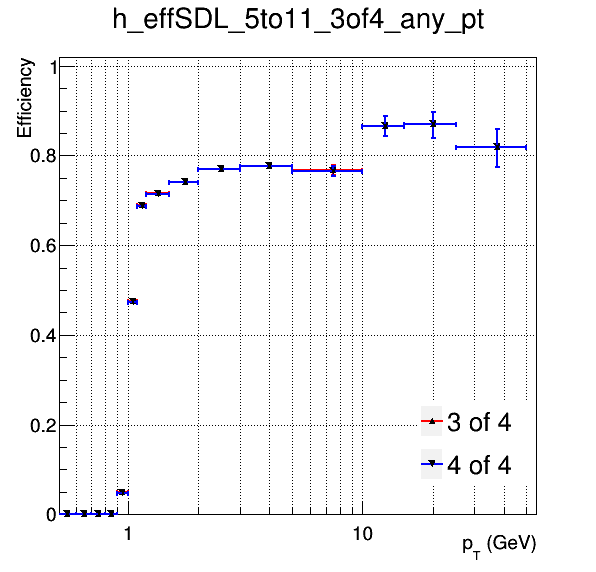 h_effSDL_5to11_3of4_any_pt
Efficiency
1
0.8
0.6
0.4
0.2
0
3 of 4
4 of 4
1
10
p_T (GeV)